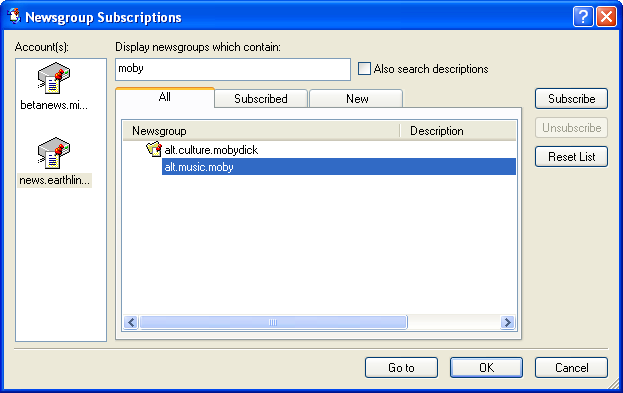 Newsgroup Subscriptions
Account(s):
betanews.mi...
news.earthlin...
Display newsgroups which contain:
moby
Also search descriptions
All Subscribed New
Newsgroup Description
alt.culture.mobydick
alt.music.moby
Subscribe
Unsubscribe
Reset List
Go to OK Cancel